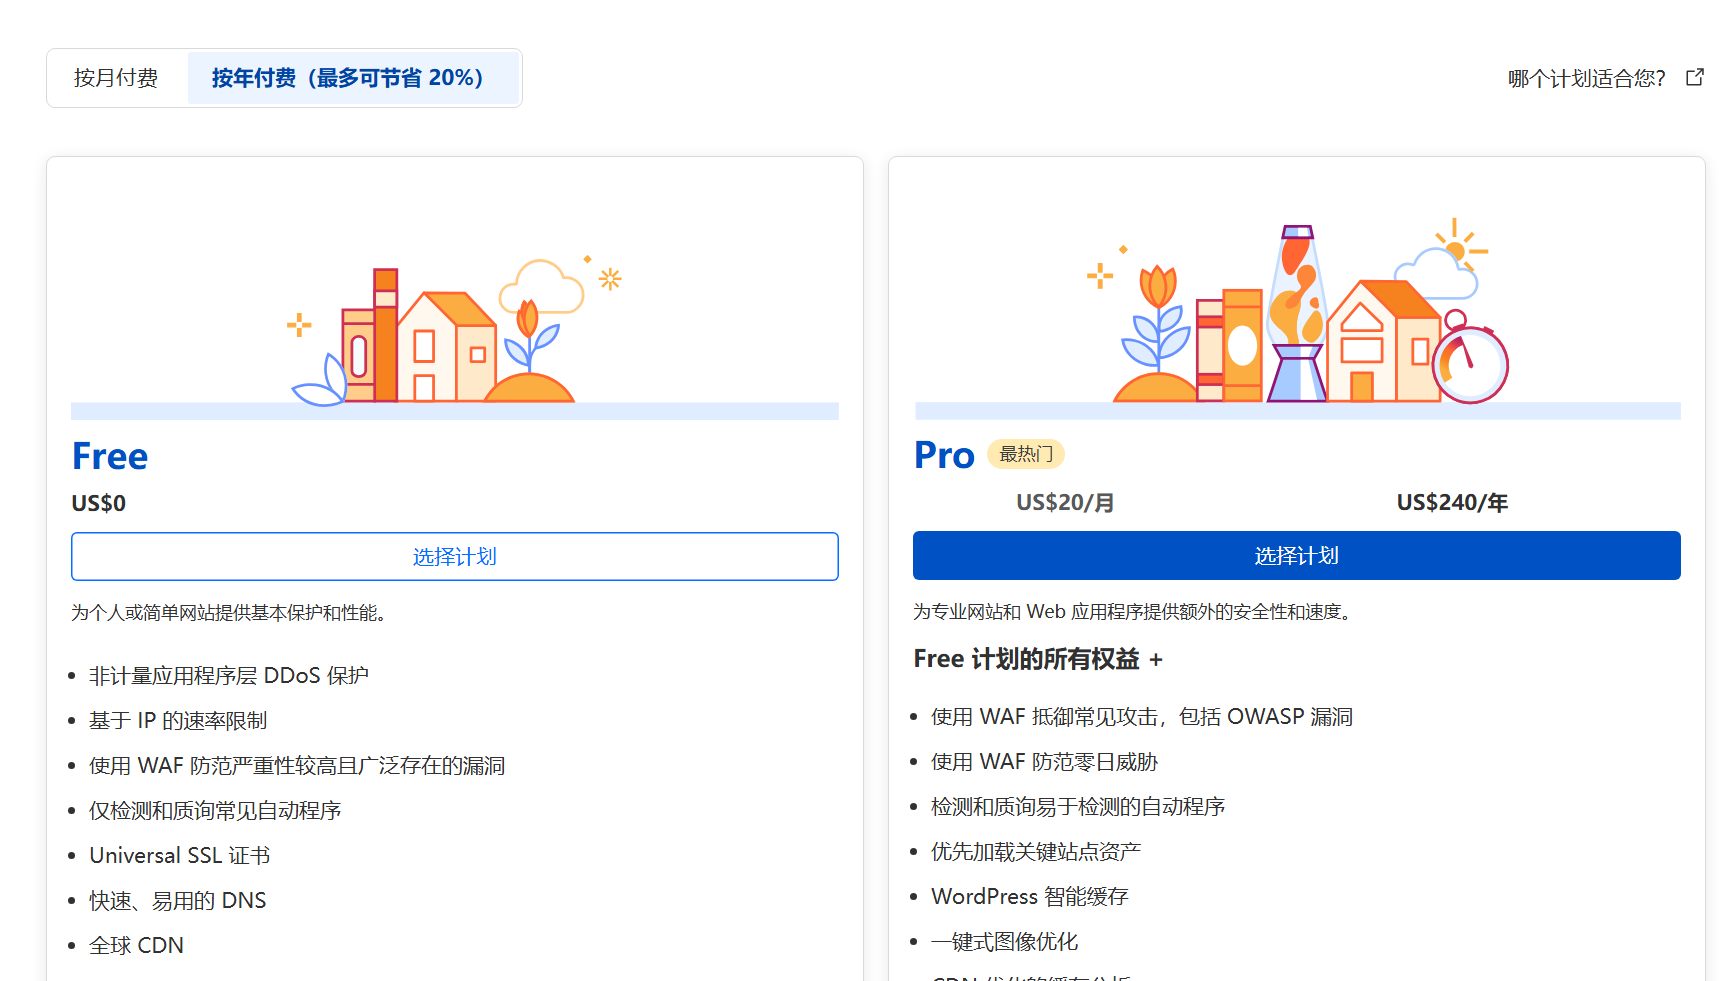 按月付费
按年付费（最多可节省 20%）
哪个计划适合您？
Free
US$0
选择计划
为个人或简单网站提供基本保护和性能。
非计量应用程序层 DDoS 保护
基于 IP 的速率限制
使用 WAF 防范严重性较高且广泛存在的漏洞
仅检测和质询常见自动程序
Universal SSL 证书
快速、易用的 DNS
全球 CDN
Pro 最热门
US$20/月 US$240/年
选择计划
为专业网站和 Web 应用程序提供额外的安全性和速度。
Free 计划的所有权益 +
使用 WAF 抵御常见攻击，包括 OWASP 漏洞
使用 WAF 防范零日威胁
检测和质询易于检测的自动程序
优先加载关键站点资产
WordPress 智能缓存
一键式图像优化
CDN 优化的缓存分析